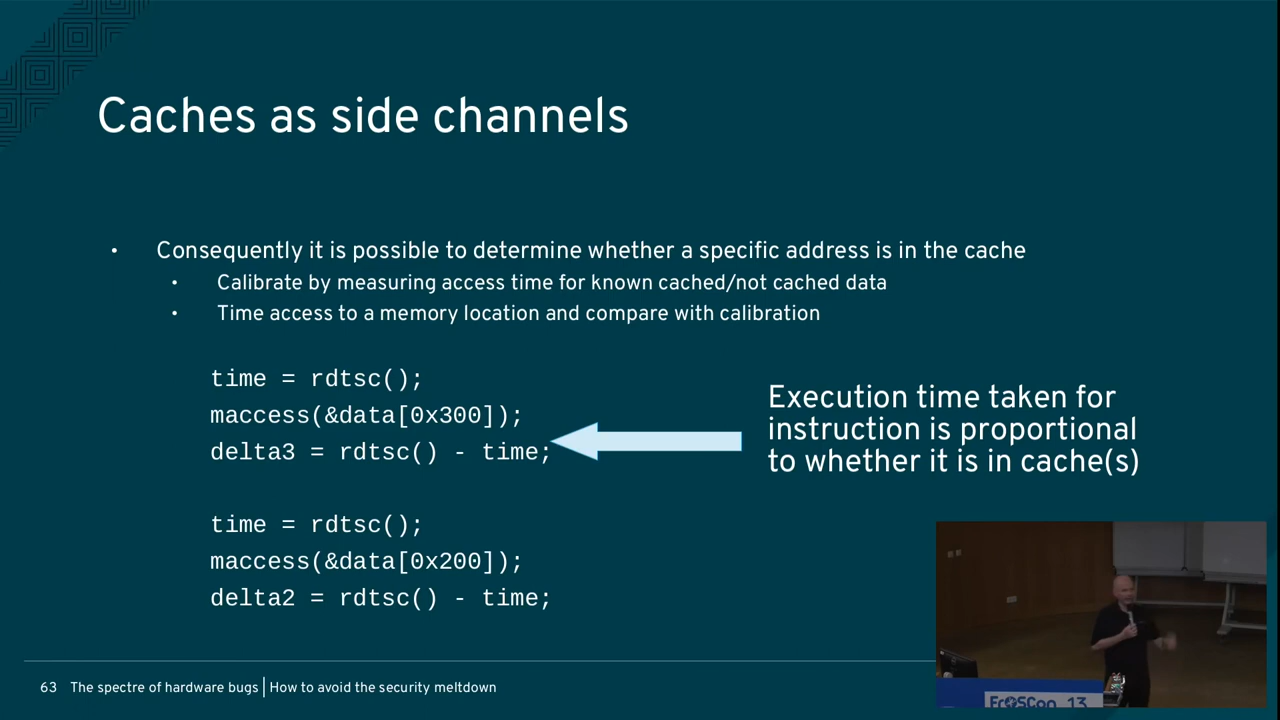 Caches as side channels
• Consequently it is possible to determine whether a specific address is in the cache
• Calibrate by measuring access time for known cached/not cached data
• Time access to a memory location and compare with calibration
time = rdtsc();
maccess(&data[0x300]);
delta3 = rdtsc() - time;
Execution time taken for
instruction is proportional
to whether it is in cache(s)
time = rdtsc();
maccess(&data[0x200]);
delta2 = rdtsc() - time;
63 The spectre of hardware bugs | How to avoid the security meltdown
FrOSCon 13